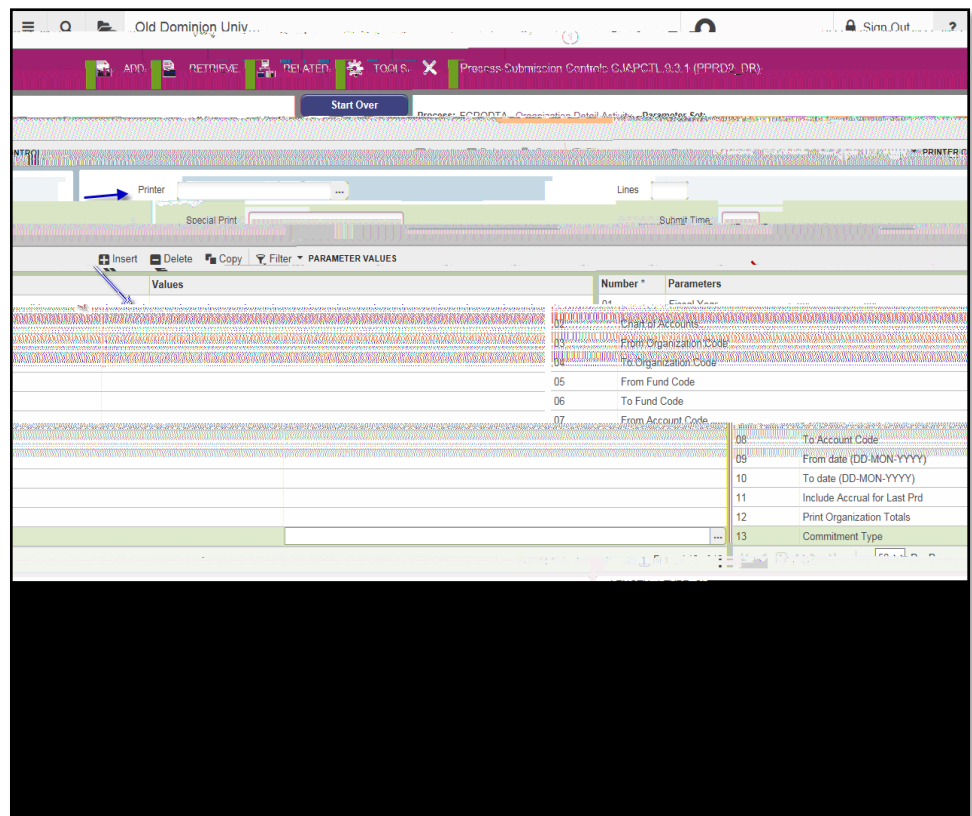 Old Dominion Univ...
Sign Out ?
ADD RETRIEVE RELATED TOOLS Process Submission Controls GJAPCTL 9.3.1 (PPRD2_DR)
Start Over
Process: Organization Detail Activity Parameter Set:
PRINTER
Printer ... Lines
Special Print Submit Time
Insert Delete Copy Filter PARAMETER VALUES
Values Number * Parameters
01 Fiscal Year
02 Chart of Accounts
03 From Organization Code
04 To Organization Code
05 From Fund Code
06 To Fund Code
07 From Account Code
08 To Account Code
09 From date (DD-MON-YYYY)
10 To date (DD-MON-YYYY)
11 Include Accrual for Last Prd
12 Print Organization Totals
... 13 Commitment Type